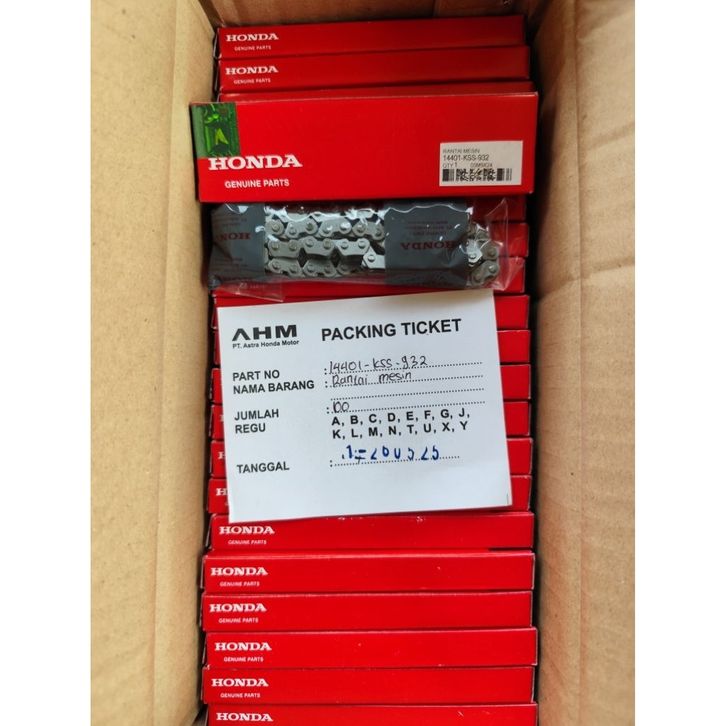 HONDA
GENUINE PARTS
HONDA
GENUINE PARTS
HONDA
GENUINE PARTS
RANTAI MESIN
14401-KSS-932
QTY 1
HONDA
HONDA
AHM
PT. Astra Honda Motor
PACKING TICKET
PART NO : 14401-KSS-932
NAMA BARANG : Rantai mesin
JUMLAH : 100
REGU A, B, C, D, E, F, G, J,
K, L, M, N, T, U, X, Y
TANGGAL :
HONDA
GENUINE PARTS
HONDA
GENUINE PARTS
HONDA
GENUINE PARTS
HONDA
GENUINE PARTS
HONDA
GENUINE PARTS
HONDA
GENUINE PARTS